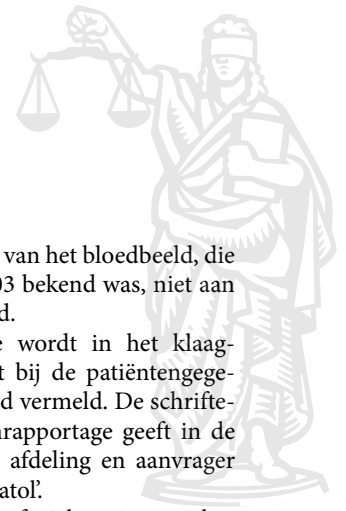 van het bloedbeeld, die
03 bekend was, niet aan
d.
e wordt in het klaag-
t bij de patiëntengege-
d vermeld. De schrifte-
nrapportage geeft in de
afdeling en aanvrager
atol’.